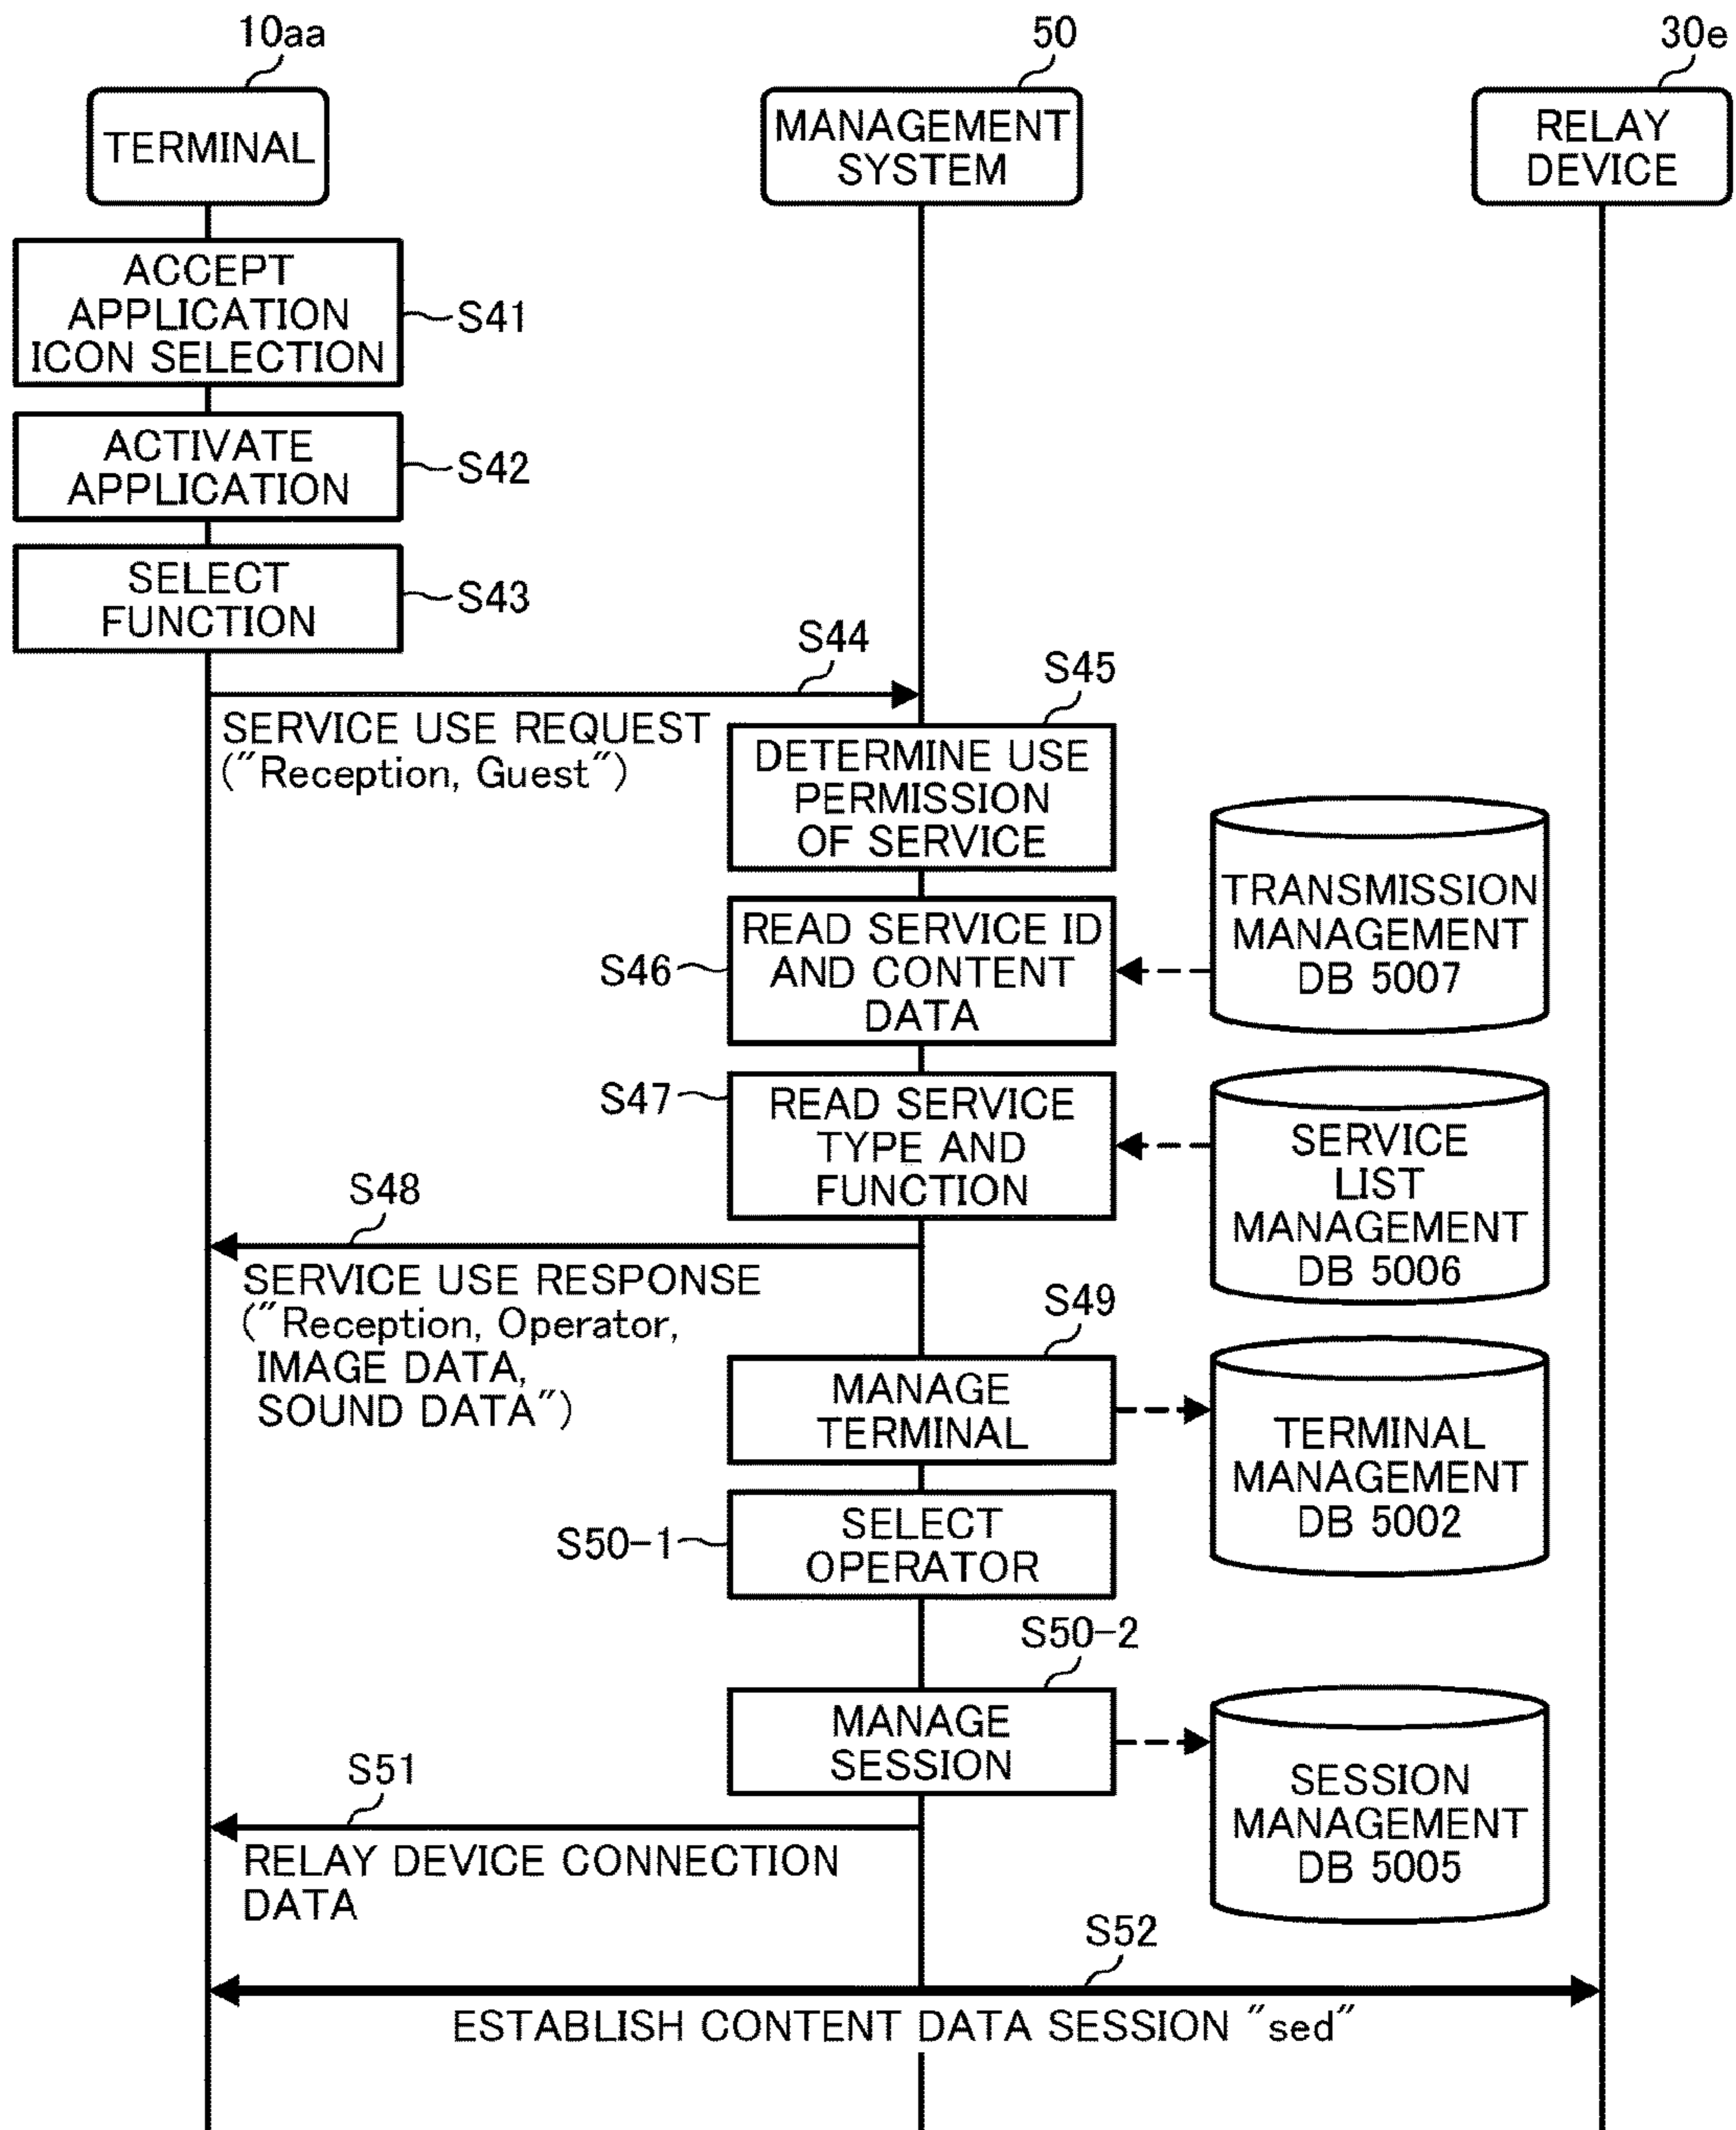 10aa
50
30e
TERMINAL
MANAGEMENT
SYSTEM
RELAY
DEVICE
ACCEPT
APPLICATION
ICON SELECTION
S41
ACTIVATE
APPLICATION
S42
SELECT
FUNCTION
S43
S44
SERVICE USE REQUEST
("Reception, Guest")
S45
DETERMINE USE
PERMISSION
OF SERVICE
TRANSMISSION
MANAGEMENT
DB 5007
S46
READ SERVICE ID
AND CONTENT
DATA
S47
READ SERVICE
TYPE AND
FUNCTION
SERVICE
LIST
MANAGEMENT
DB 5006
S48
SERVICE USE RESPONSE
("Reception, Operator,
IMAGE DATA,
SOUND DATA")
S49
MANAGE
TERMINAL
TERMINAL
MANAGEMENT
DB 5002
S50-1
SELECT
OPERATOR
S50-2
MANAGE
SESSION
SESSION
MANAGEMENT
DB 5005
S51
RELAY DEVICE CONNECTION
DATA
S52
ESTABLISH CONTENT DATA SESSION "sed"